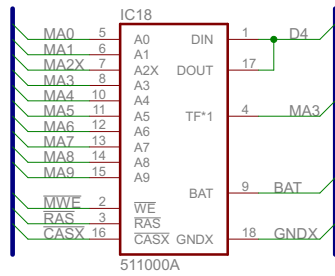 IC18
MA0 5 A0 DIN 1 D4
MA1 6 A1
MA2X 7 A2X DOUT 17
MA3 8 A3
MA4 10 A4
MA5 11 A5 TF*1 4 MA3
MA6 12 A6
MA7 13 A7
MA8 14 A8
MA9 15 A9
BAT 9 BAT
MWE 2 WE
RAS 3 RAS
CASX 16 CASX GNDX 18 GNDX
511000A